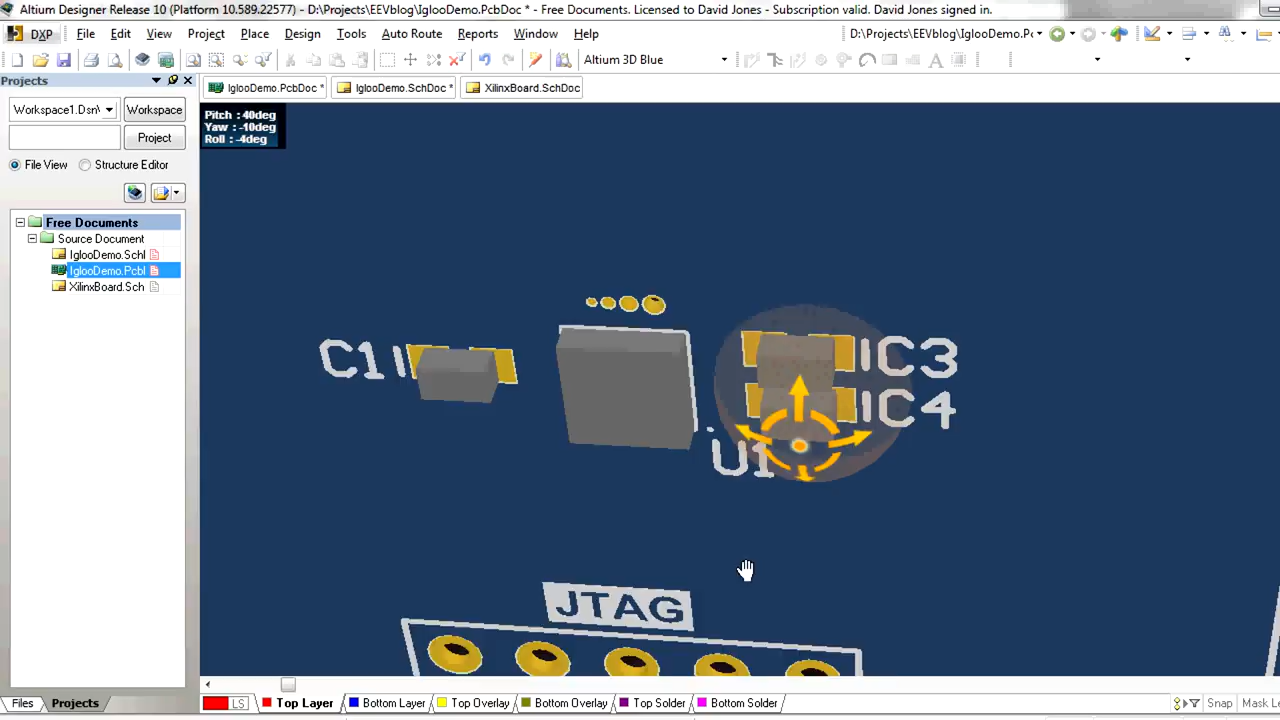 Altium Designer Release 10 (Platform 10.589.22577) - D:\Projects\EEVblog\IglooDemo.PcbDoc * - Free Documents. Licensed to David Jones - Subscription valid. David Jones signed in.
DXP File Edit View Project Place Design Tools Auto Route Reports Window Help D:\Projects\EEVblog\IglooDemo.Pc
Altium 3D Blue
Projects
IglooDemo.PcbDoc * IglooDemo.SchDoc * XilinxBoard.SchDoc
Workspace1.Dsn Workspace
Project
File View Structure Editor
Pitch : 40deg
Yaw : -10deg
Roll : -4deg
Free Documents
Source Document
IglooDemo.Schl
IglooDemo.Pcbl
XilinxBoard.Sch
C1
IC3
IC4
U1
JTAG
Files Projects LS Top Layer Bottom Layer Top Overlay Bottom Overlay Top Solder Bottom Solder Snap Mask L